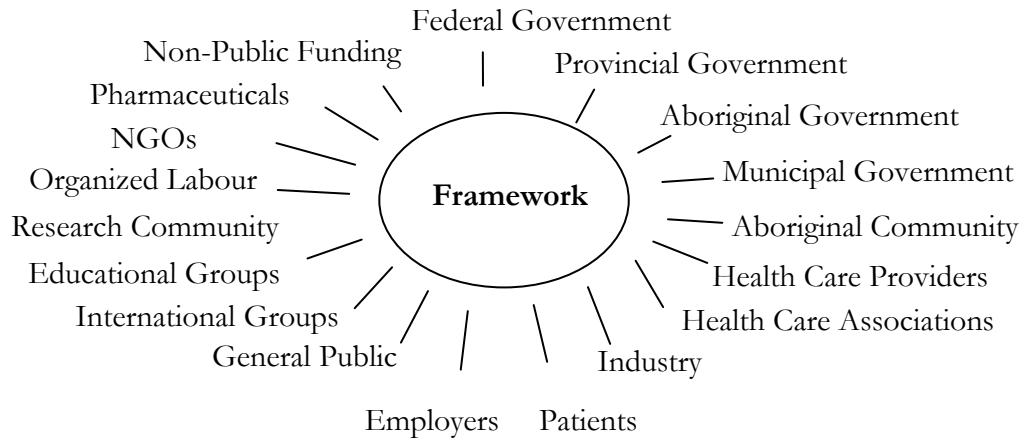 Federal Government
Non-Public Funding
Provincial Government
Pharmaceuticals
Aboriginal Government
NGOs
Municipal Government
Organized Labour
Framework
Research Community
Aboriginal Community
Educational Groups
Health Care Providers
International Groups
Health Care Associations
General Public
Industry
Employers
Patients